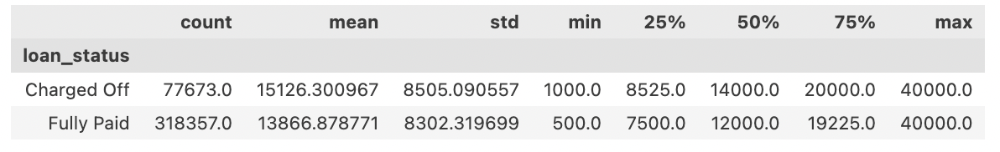 count mean std min 25% 50% 75% max
loan_status
Charged Off 77673.0 15126.300967 8505.090557 1000.0 8525.0 14000.0 20000.0 40000.0
Fully Paid 318357.0 13866.878771 8302.319699 500.0 7500.0 12000.0 19225.0 40000.0